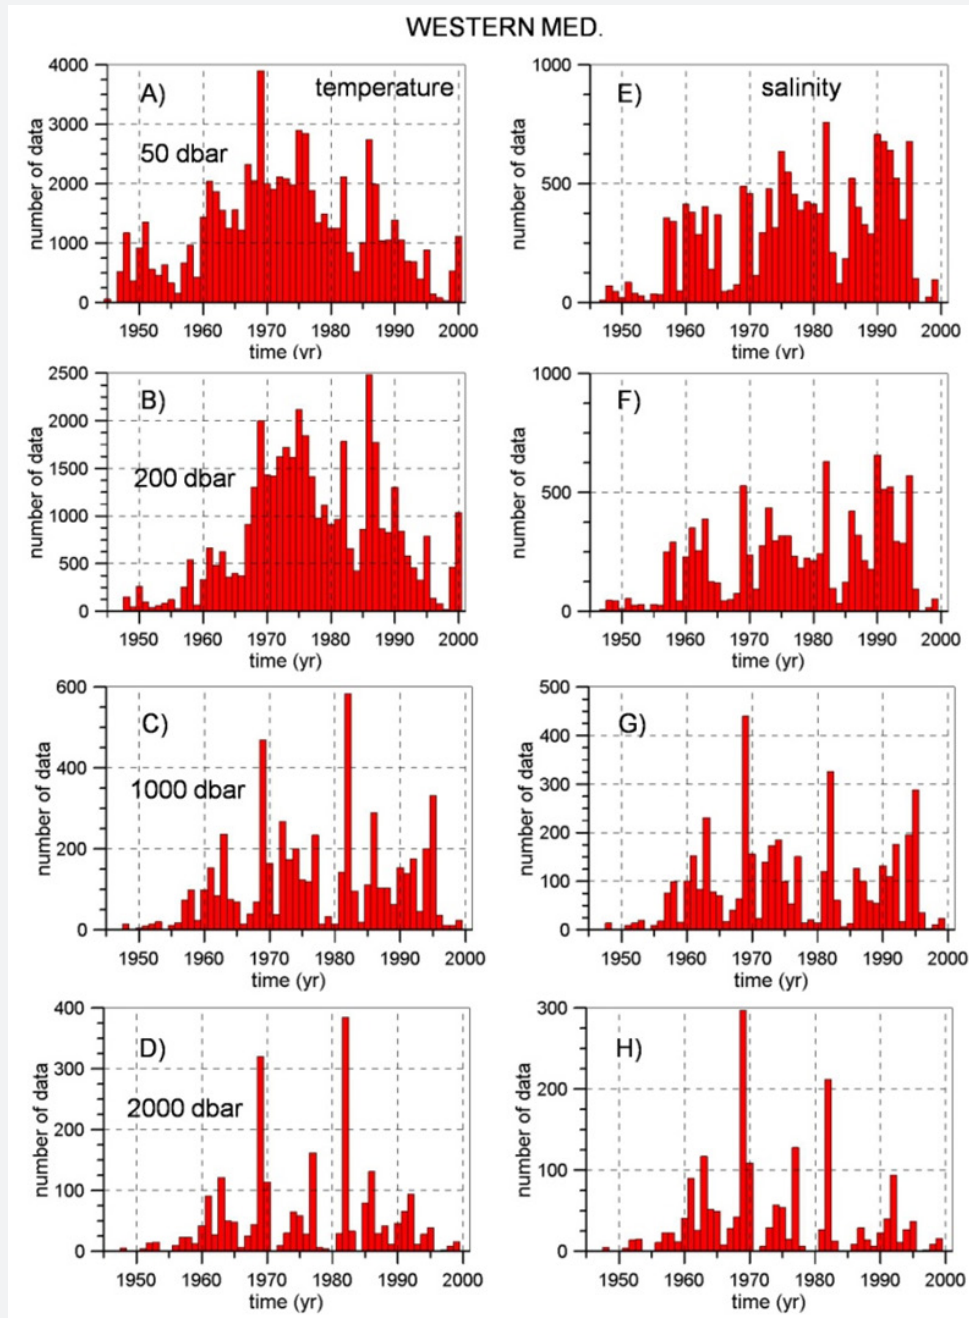 WESTERN MED.
A) temperature
50 dbar
number of data
4000
3000
2000
1000
0
1950 1960 1970 1980 1990 2000
time (yr)
E) salinity
number of data
1000
500
0
1950 1960 1970 1980 1990 2000
time (yr)
B)
200 dbar
number of data
2500
2000
1500
1000
500
0
1950 1960 1970 1980 1990 2000
time (yr)
F)
number of data
1000
500
0
1950 1960 1970 1980 1990 2000
time (yr)
C)
1000 dbar
number of data
600
400
200
0
1950 1960 1970 1980 1990 2000
time (yr)
G)
number of data
500
400
300
200
100
0
1950 1960 1970 1980 1990 2000
time (yr)
D)
2000 dbar
number of data
400
300
200
100
0
1950 1960 1970 1980 1990 2000
time (yr)
H)
number of data
300
200
100
0
1950 1960 1970 1980 1990 2000
time (yr)